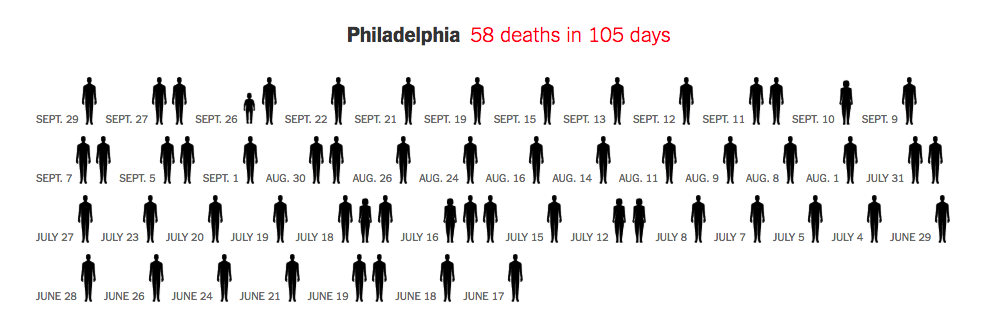 Philadelphia 58 deaths in 105 days
SEPT. 29 SEPT. 27 SEPT. 26 SEPT. 22 SEPT. 21 SEPT. 19 SEPT. 15 SEPT. 13 SEPT. 12 SEPT. 11 SEPT. 10 SEPT. 9
SEPT. 7 SEPT. 5 SEPT. 1 AUG. 30 AUG. 26 AUG. 24 AUG. 16 AUG. 14 AUG. 11 AUG. 9 AUG. 8 AUG. 1 JULY 31
JULY 27 JULY 23 JULY 20 JULY 19 JULY 18 JULY 16 JULY 15 JULY 12 JULY 8 JULY 7 JULY 5 JULY 4 JUNE 29
JUNE 28 JUNE 26 JUNE 24 JUNE 21 JUNE 19 JUNE 18 JUNE 17